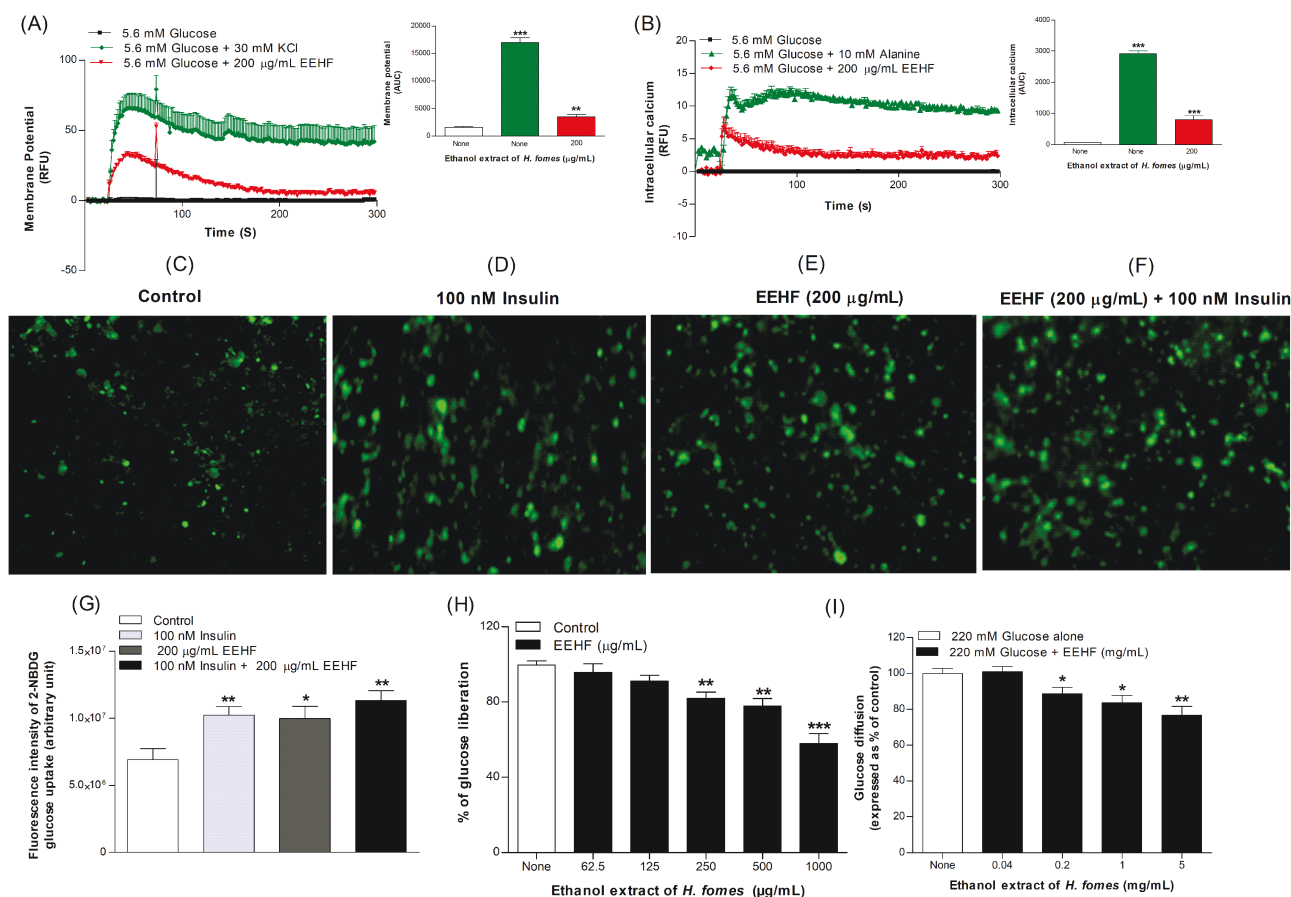 (A)
5.6 mM Glucose
5.6 mM Glucose + 30 mM KCl
5.6 mM Glucose + 200 μg/mL EEHF
Membrane Potential
(RFU)
100
50
0
-50
100
200
300
Time (S)
Membrane potential
(AUC)
20000
15000
10000
5000
0
***
**
None
None
200
Ethanol extract of H. fomes (μg/mL)
(B)
5.6 mM Glucose
5.6 mM Glucose + 10 mM Alanine
5.6 mM Glucose + 200 μg/mL EEHF
Intracellular calcium
(RFU)
20
15
10
5
0
-5
-10
100
200
300
Time (s)
Intracellular calcium
(AUC)
4000
3000
2000
1000
0
***
***
None
None
200
Ethanol extract of H. fomes (μg/mL)
(C)
Control
(D)
100 nM Insulin
(E)
EEHF (200 μg/mL)
(F)
EEHF (200 μg/mL) + 100 nM Insulin
(G)
Control
100 nM Insulin
200 μg/mL EEHF
100 nM Insulin + 200 μg/mL EEHF
Fluorescence intensity of 2-NBDG
glucose uptake (arbitrary unit)
1.5×10⁷
1.0×10⁷
5.0×10⁶
0
**
*
**
(H)
Control
EEHF (μg/mL)
% of glucose liberation
120
80
40
0
**
**
***
None
62.5
125
250
500
1000
Ethanol extract of H. fomes (μg/mL)
(I)
220 mM Glucose alone
220 mM Glucose + EEHF (mg/mL)
Glucose diffusion
(expressed as % of control)
120
100
80
60
40
20
0
*
*
**
None
0.04
0.2
1
5
Ethanol extract of H. fomes (mg/mL)